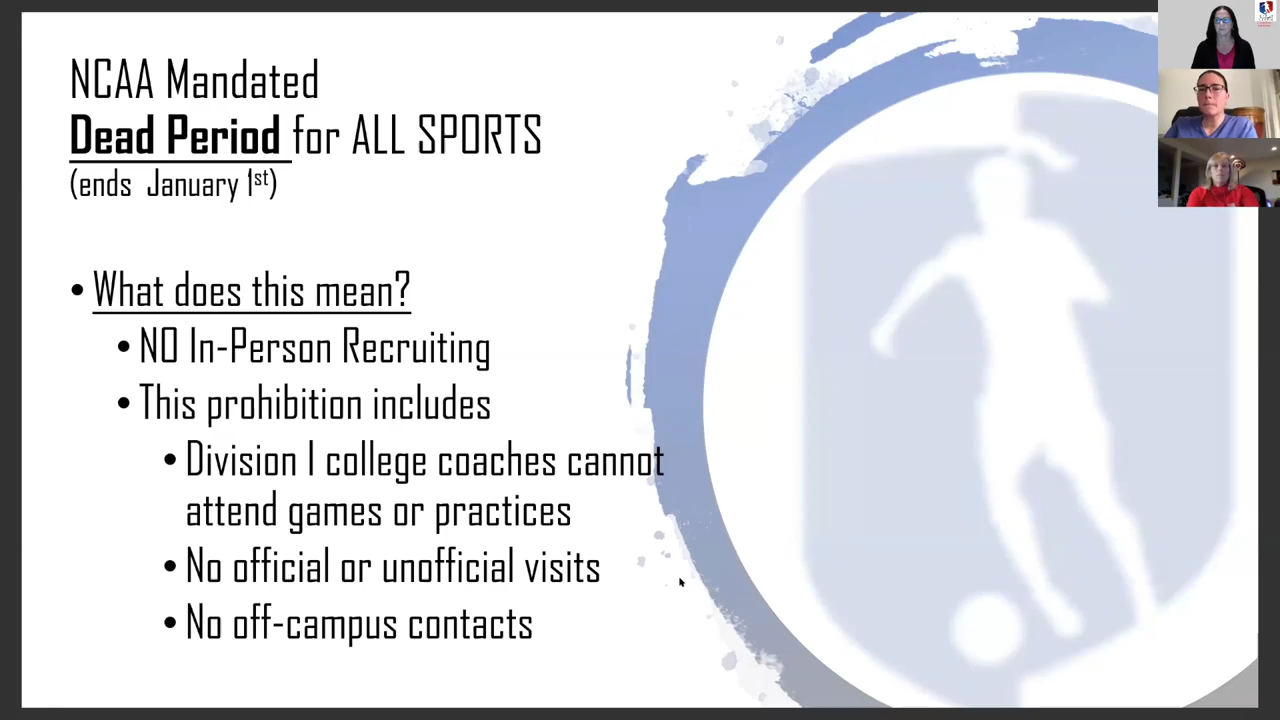 NCAA Mandated
Dead Period for ALL SPORTS
(ends January 1st)
• What does this mean?
• NO In-Person Recruiting
• This prohibition includes
• Division I college coaches cannot
attend games or practices
• No official or unofficial visits
• No off-campus contacts